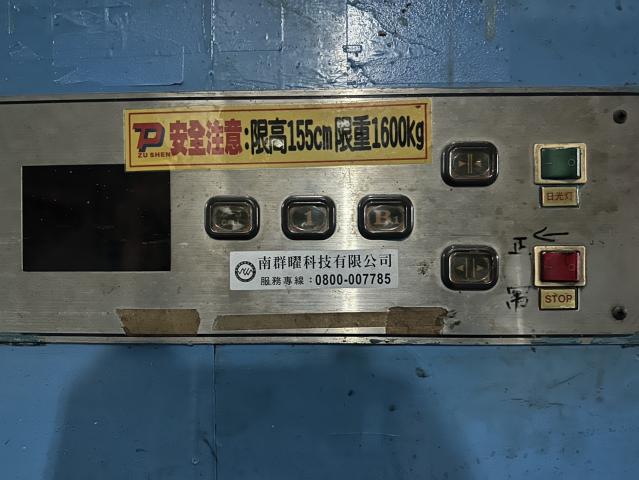 ZU SHEN
安全注意:限高155cm限重1600kg
1
B1
日光灯
正
南群曜科技有限公司
服務專線：0800-007785
STOP